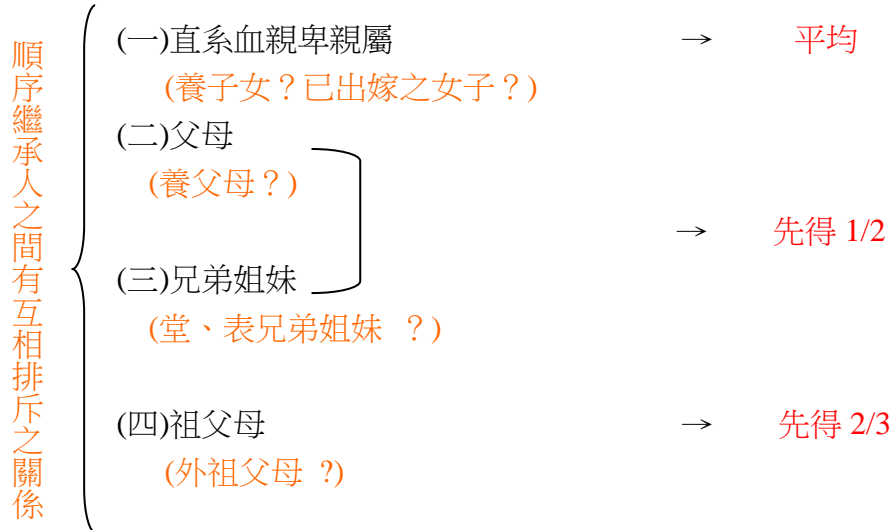 順序繼承人之間有互相排斥之關係
(一)直系血親卑親屬 → 平均
(養子女？已出嫁之女子？)
(二)父母
(養父母？)
→ 先得 1/2
(三)兄弟姐妹
(堂、表兄弟姐妹 ？)
(四)祖父母 → 先得 2/3
(外祖父母 ?)